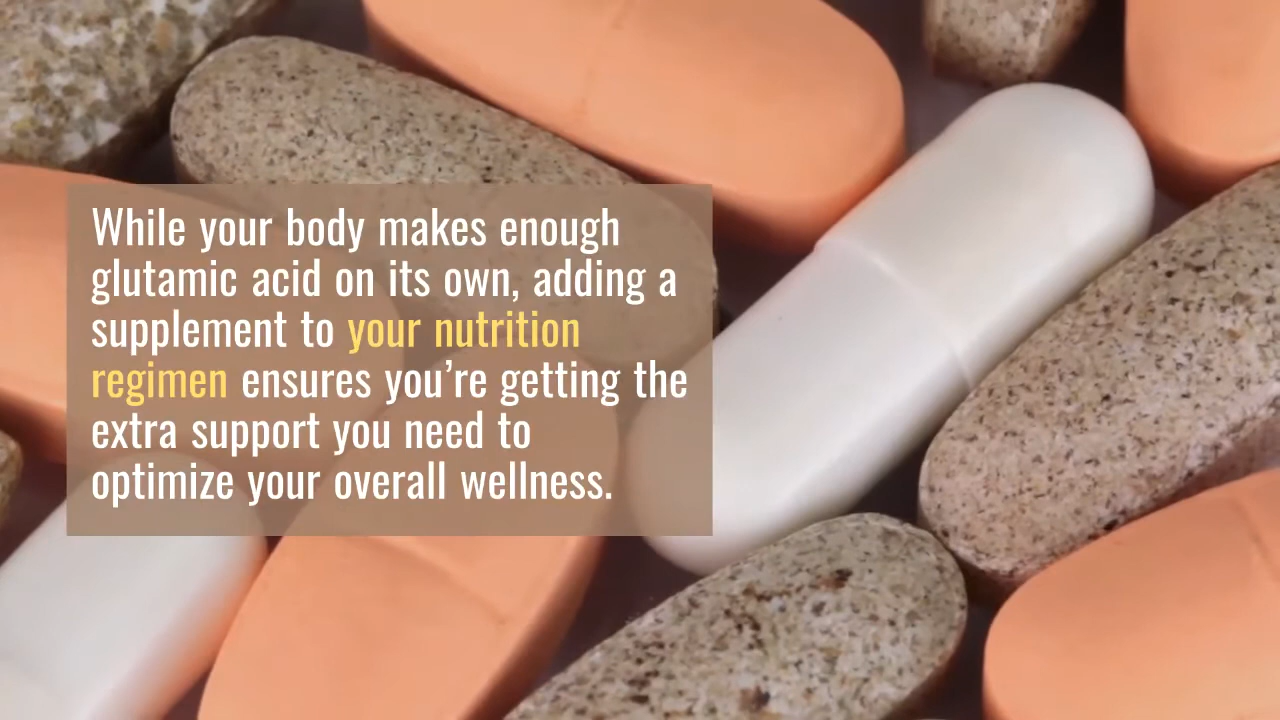 While your body makes enough
glutamic acid on its own, adding a
supplement to your nutrition
regimen ensures you’re getting the
extra support you need to
optimize your overall wellness.